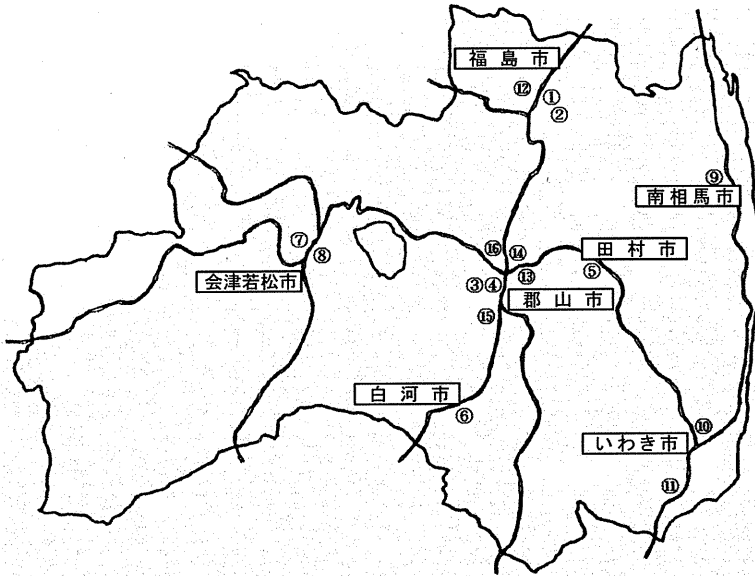 福島市
⑫ ①
②
⑨
南相馬市
⑦
⑧
会津若松市
⑯ ⑭
⑬
田村市
⑤
③ ④
郡山市
⑮
白河市
⑥
⑩
いわき市
⑪